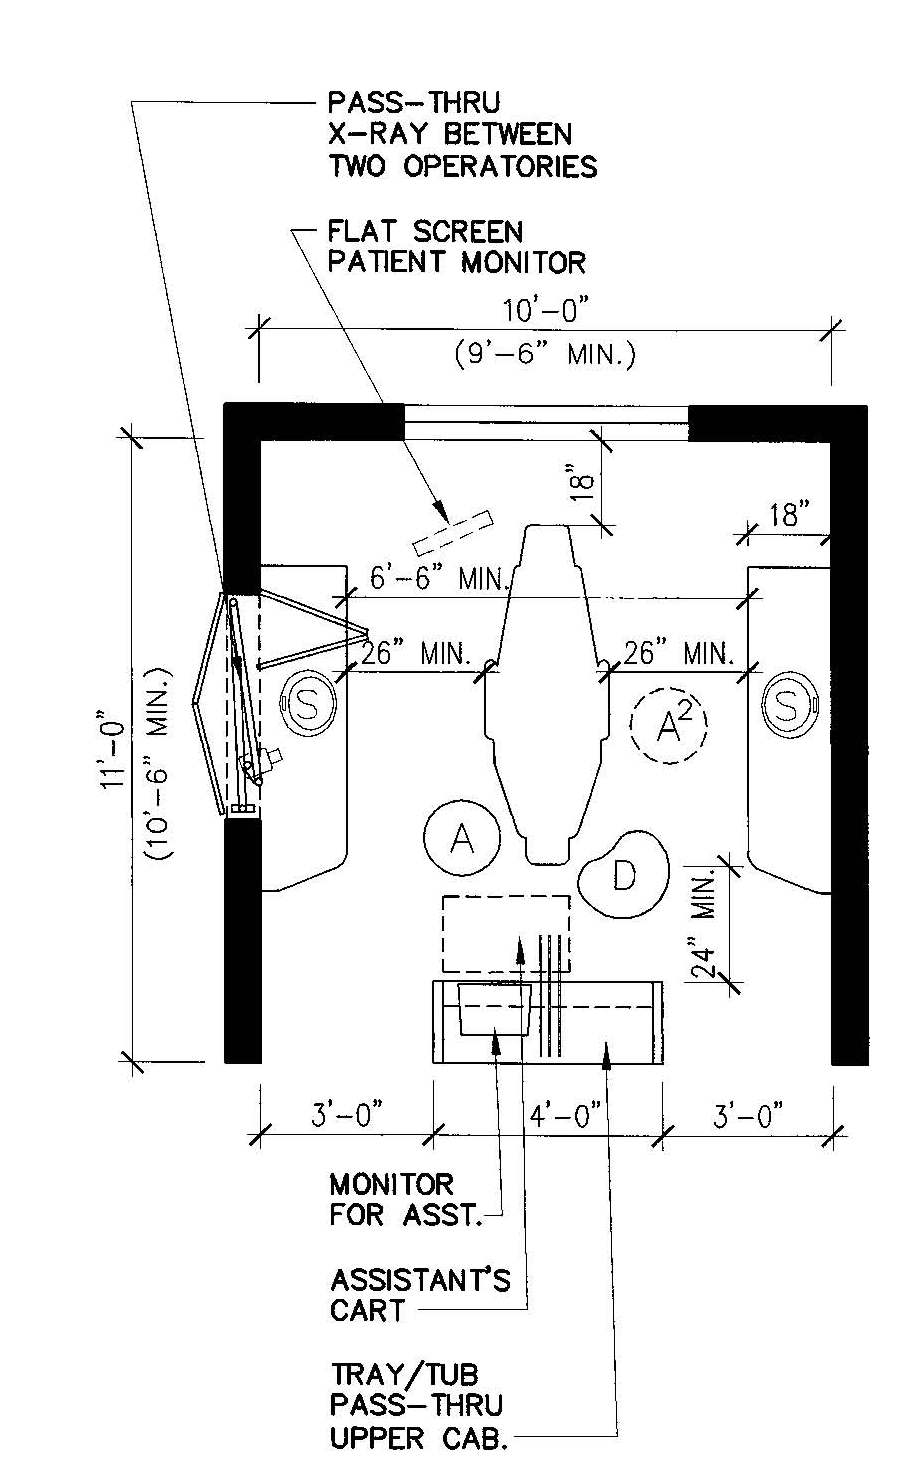 PASS-THRU
X-RAY BETWEEN
TWO OPERATORIES
FLAT SCREEN
PATIENT MONITOR
10'-0"
(9'-6" MIN.)
18"
18"
6'-6" MIN.
26" MIN.
26" MIN.
S
S
A²
11'-0"
(10'-6" MIN.)
A
D
24" MIN.
3'-0"
4'-0"
3'-0"
MONITOR
FOR ASST.
ASSISTANT'S
CART
TRAY/TUB
PASS-THRU
UPPER CAB.